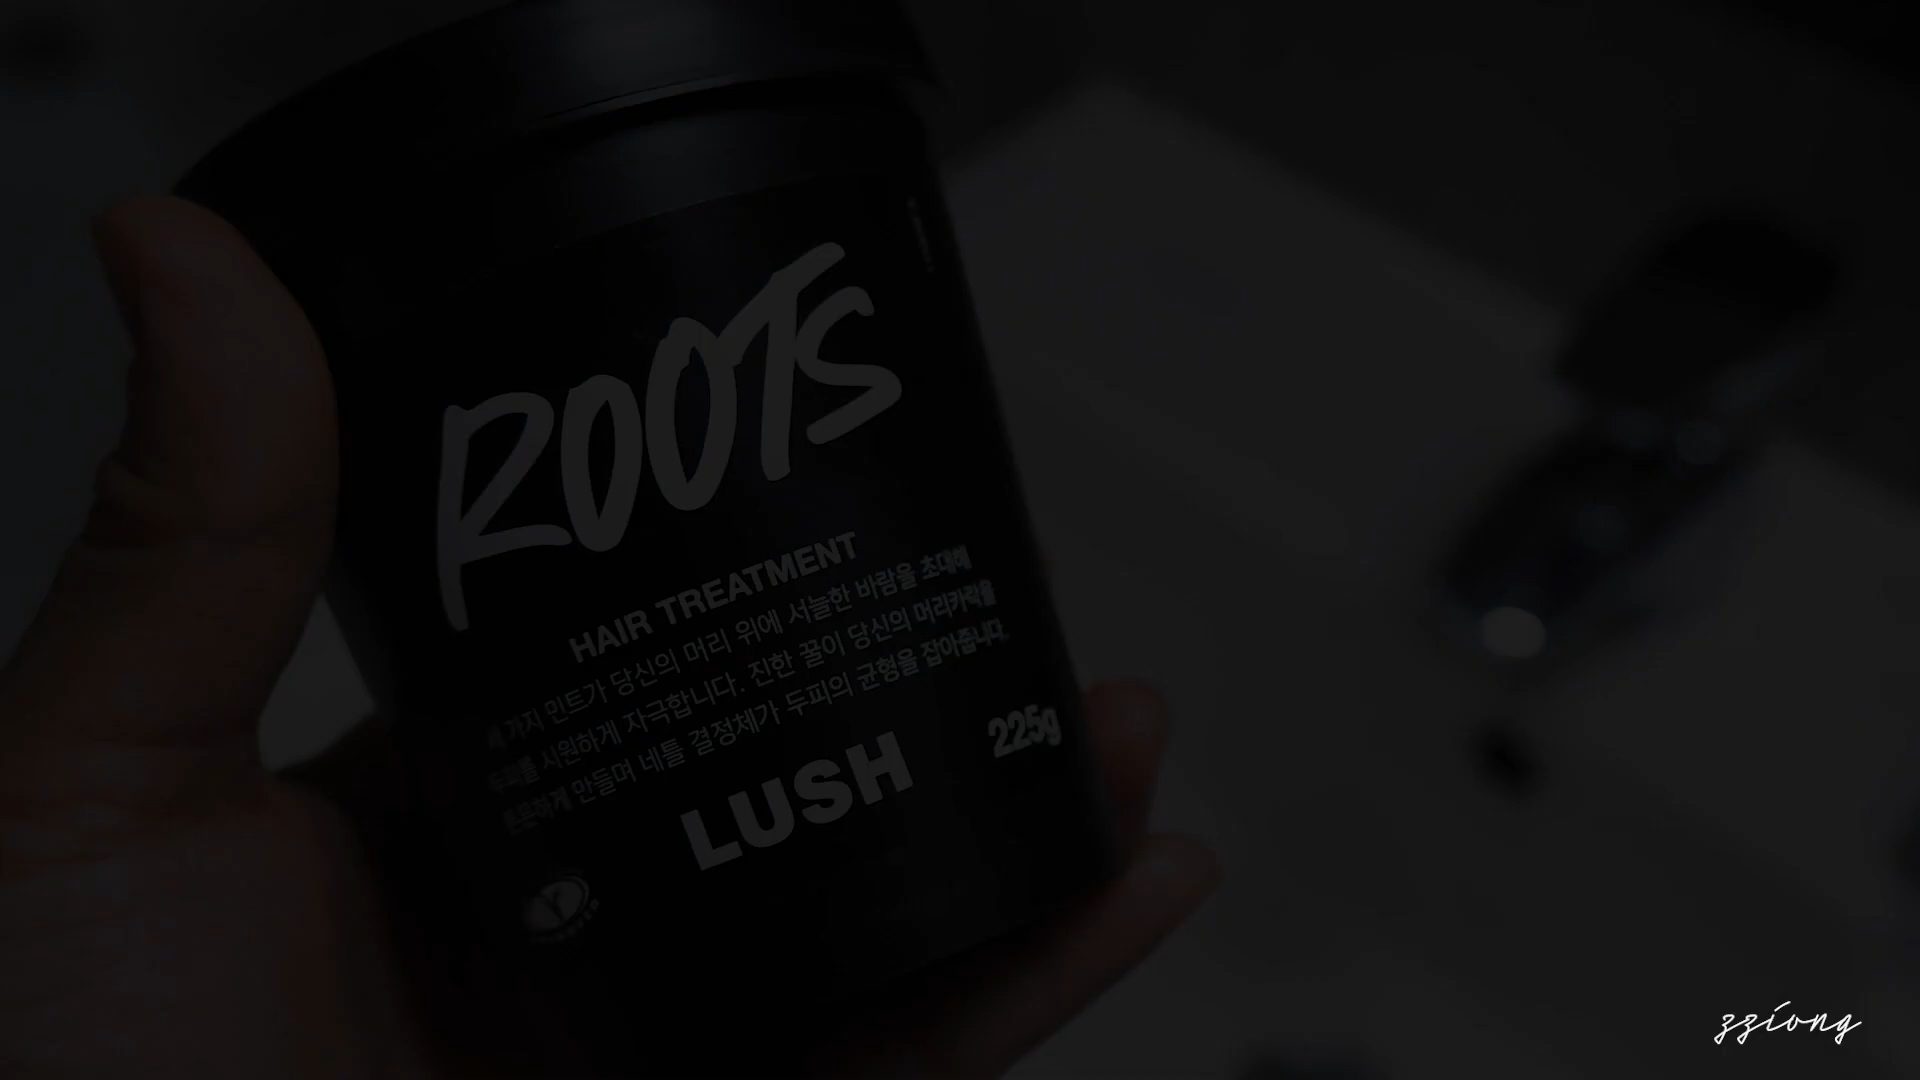 ROOTS
HAIR TREATMENT
가지 민트가 당신의 머리 위에 서늘한 바람을 초대해
두피를 시원하게 자극합니다. 진한 꿀이 당신의 머리카락을
만들며 네틀 결정체가 두피의 균형을 잡아줍니다.
225g
LUSH
zziong